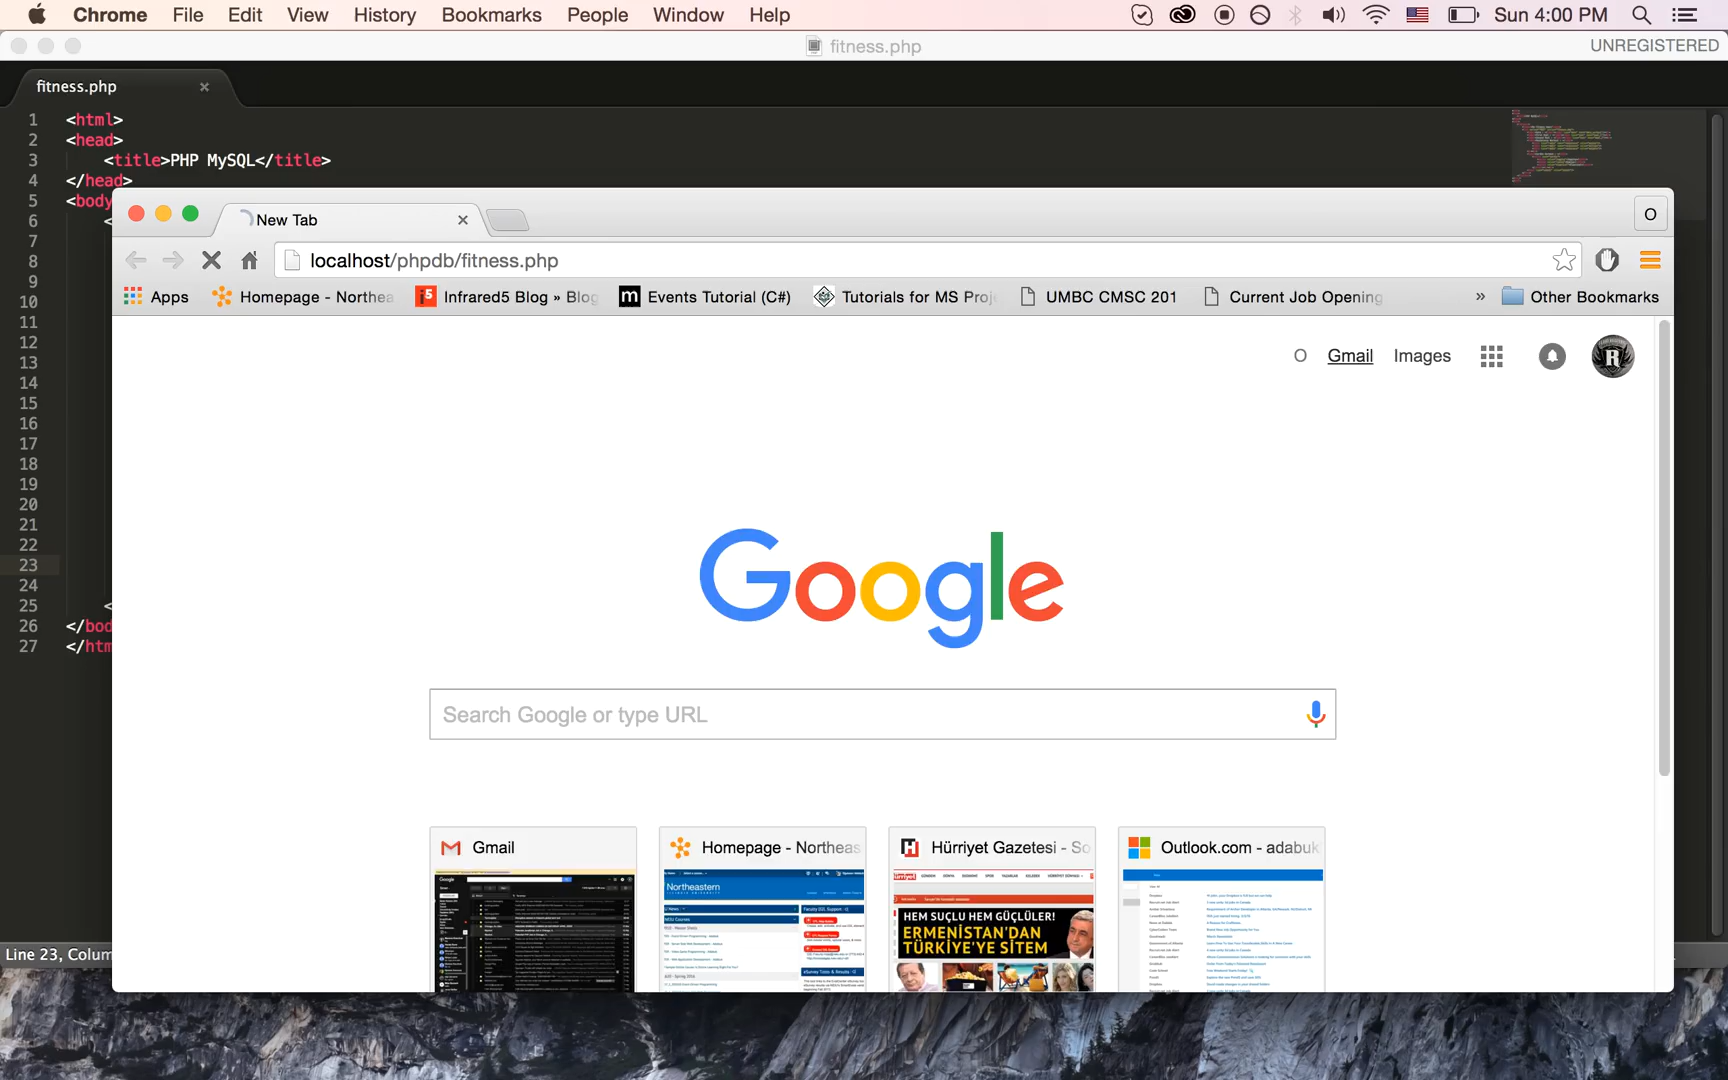 Chrome File Edit View History Bookmarks People Window Help Sun 4:00 PM
fitness.php UNREGISTERED
fitness.php
1 <html>
2 <head>
3 <title>PHP MySQL</title>
4 </head>
5 <body
6 <
7
8
9
10
11
12
13
14
15
16
17
18
19
20
21
22
23
24
25 <
26 </bod
27 </htm
New Tab O
localhost/phpdb/fitness.php
Apps Homepage - Northea Infrared5 Blog » Blog Events Tutorial (C#) Tutorials for MS Proj UMBC CMSC 201 Current Job Opening » Other Bookmarks
O Gmail Images
Google
Search Google or type URL
Gmail Homepage - Northeas Hürriyet Gazetesi - So Outlook.com - adabuk
Northeastern
HEM SUÇLU HEM GÜÇLÜLER!
ERMENİSTAN'DAN
TÜRKİYE'YE SİTEM
Line 23, Colum